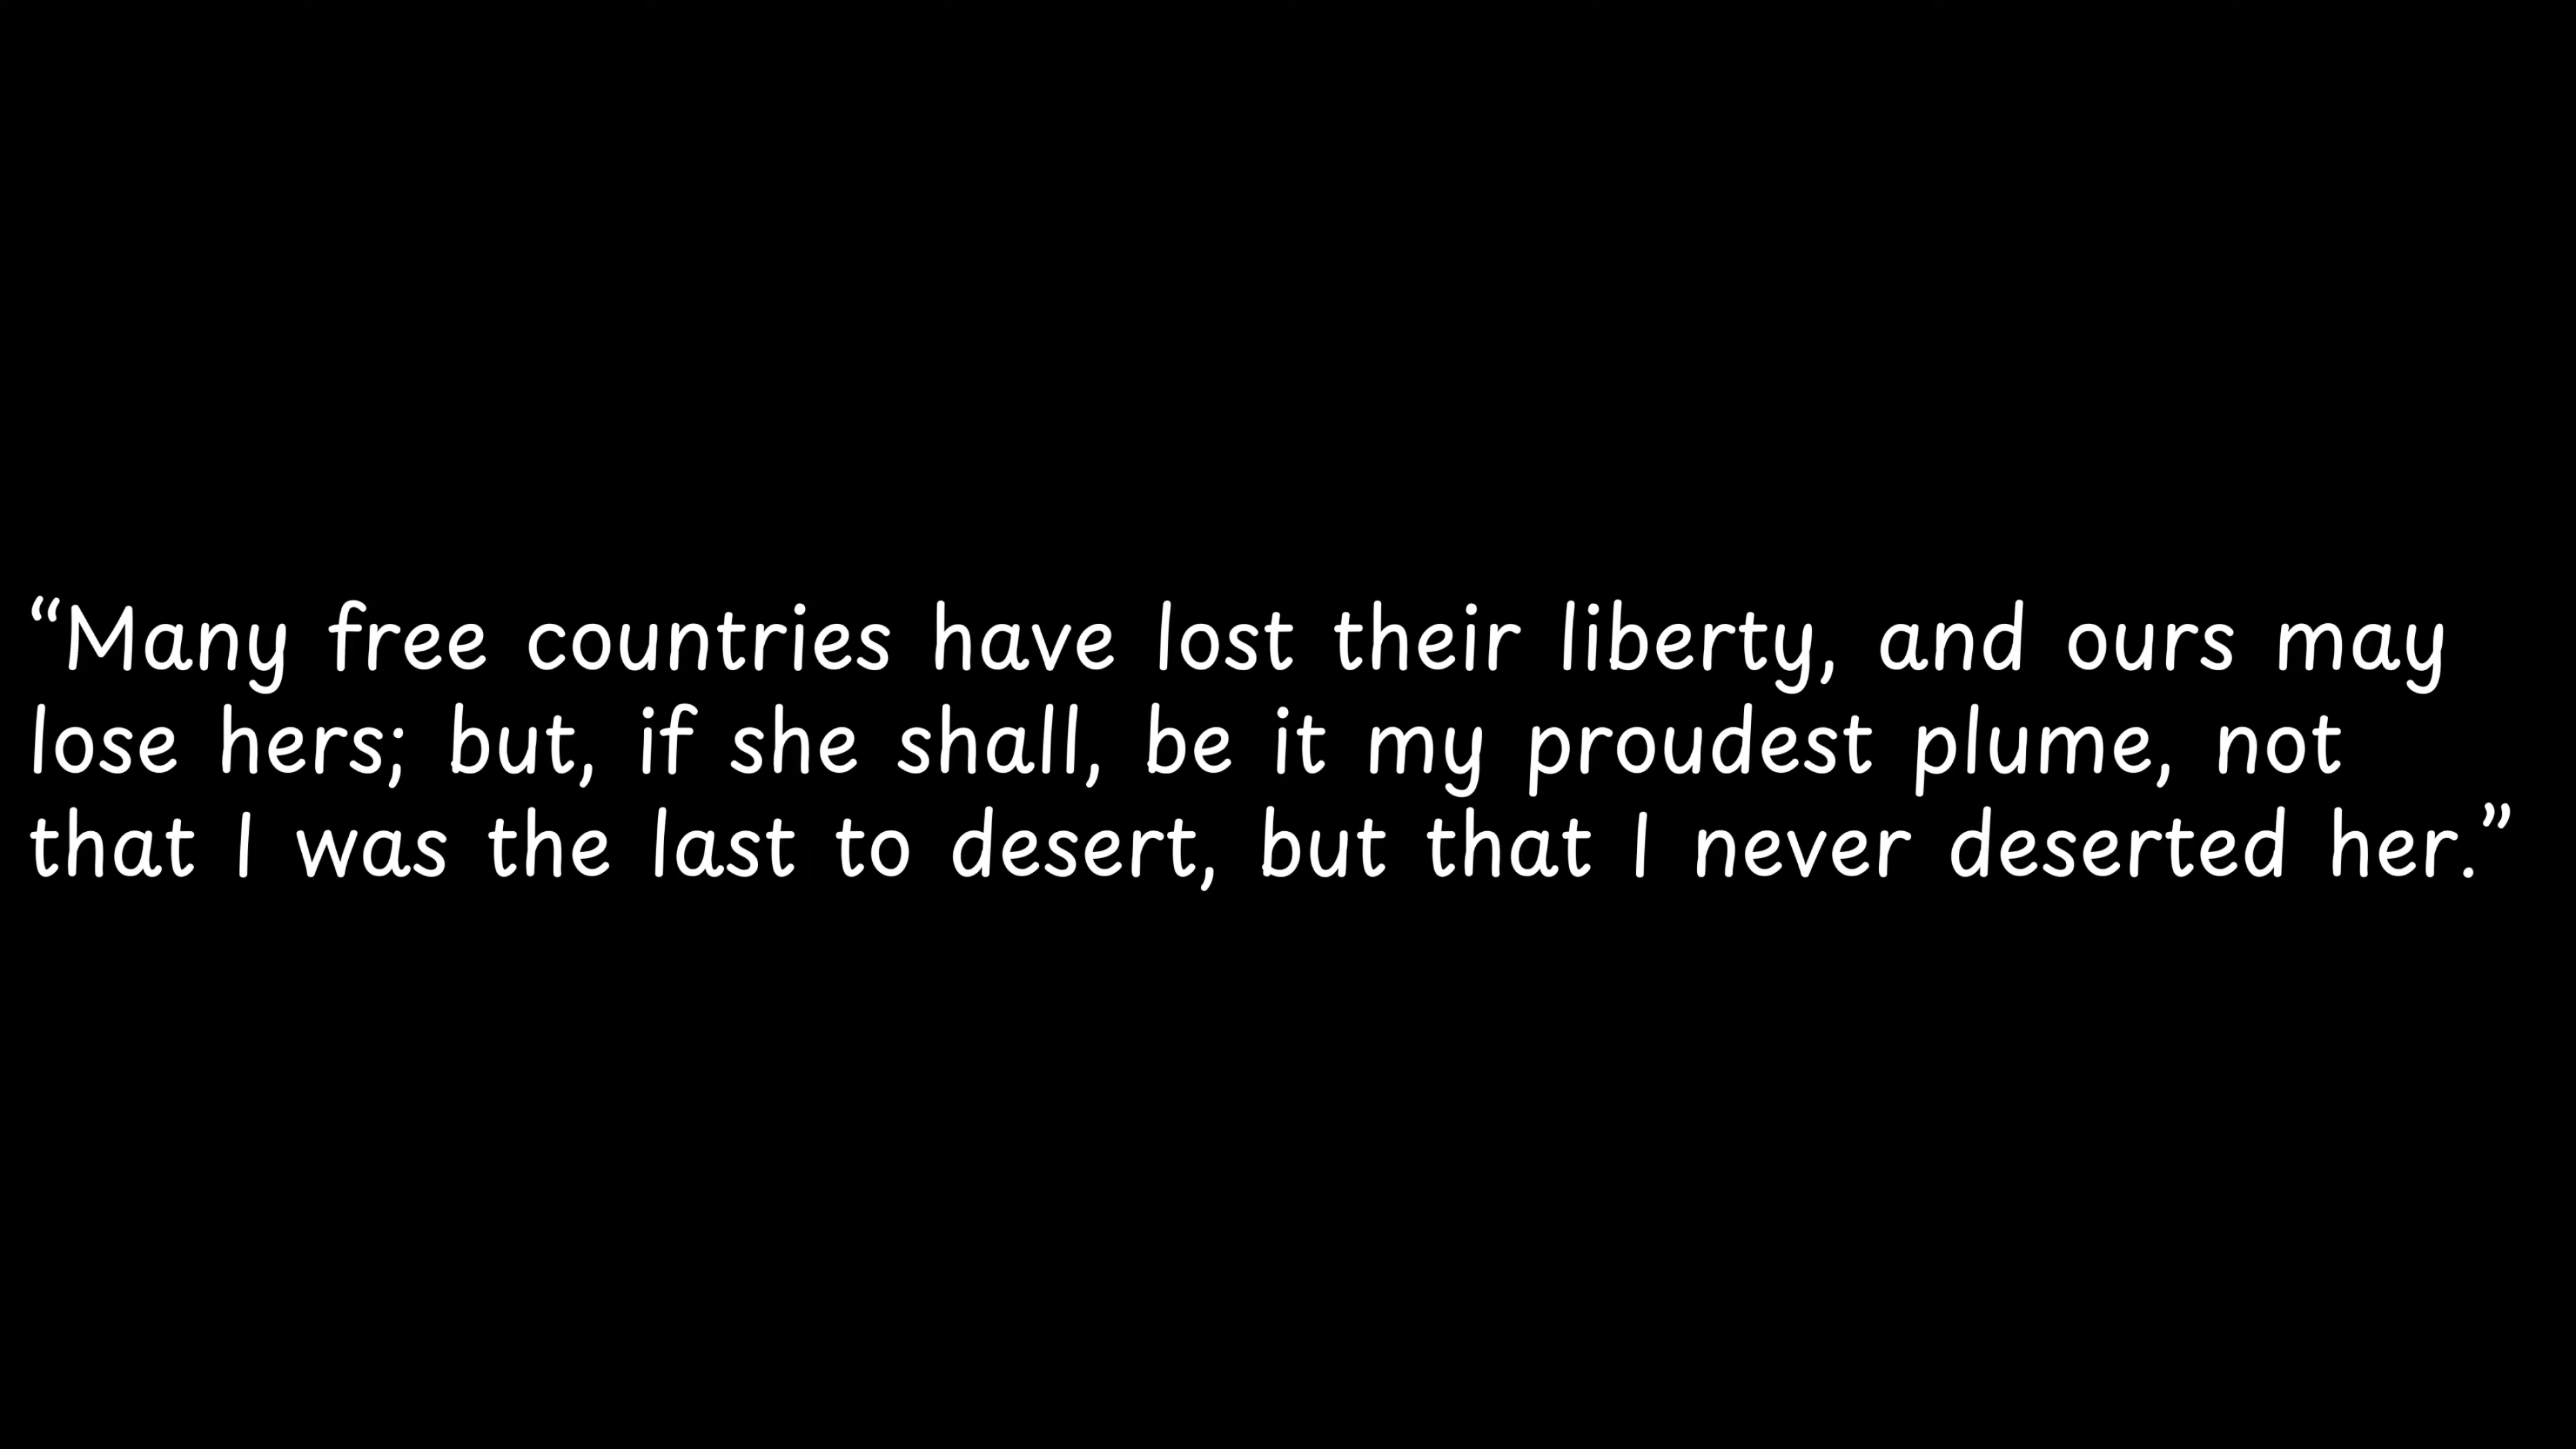 “Many free countries have lost their liberty, and ours may
lose hers; but, if she shall, be it my proudest plume, not
that I was the last to desert, but that I never deserted her.”